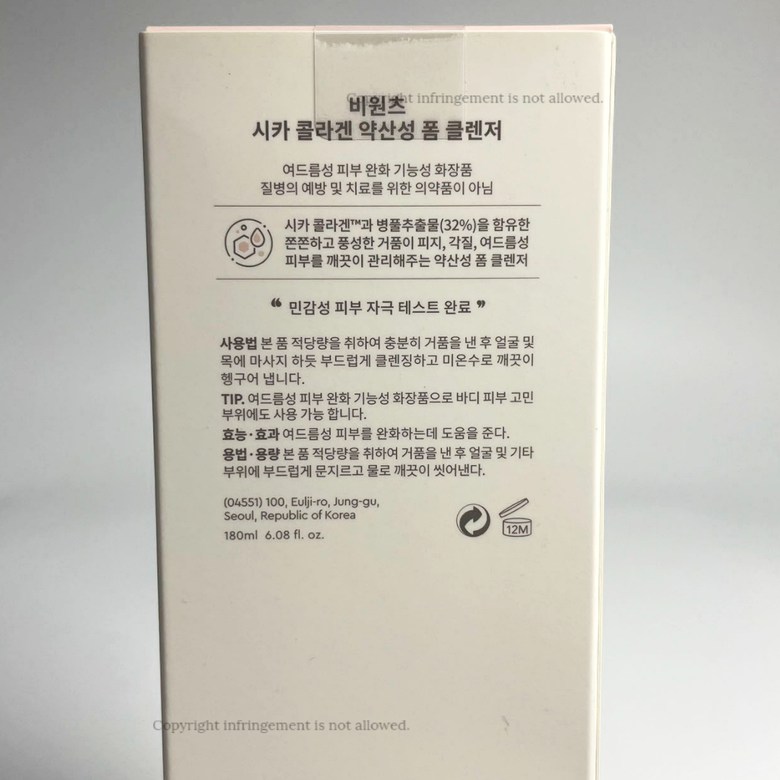 Copyright infringement is not allowed.
비원츠
시카 콜라겐 약산성 폼 클렌저
여드름성 피부 완화 기능성 화장품
질병의 예방 및 치료를 위한 의약품이 아님
시카 콜라겐™과 병풀추출물(32%)을 함유한
쫀쫀하고 풍성한 거품이 피지, 각질, 여드름성
피부를 깨끗이 관리해주는 약산성 폼 클렌저
“ 민감성 피부 자극 테스트 완료 ”
사용법 본 품 적당량을 취하여 충분히 거품을 낸 후 얼굴 및
목에 마사지 하듯 부드럽게 클렌징하고 미온수로 깨끗이
헹구어 냅니다.
TIP. 여드름성 피부 완화 기능성 화장품으로 바디 피부 고민
부위에도 사용 가능 합니다.
효능·효과 여드름성 피부를 완화하는데 도움을 준다.
용법·용량 본 품 적당량을 취하여 거품을 낸 후 얼굴 및 기타
부위에 부드럽게 문지르고 물로 깨끗이 씻어낸다.
(04551) 100, Eulji-ro, Jung-gu,
Seoul, Republic of Korea
180ml 6.08 fl. oz.
12M
Copyright infringement is not allowed.